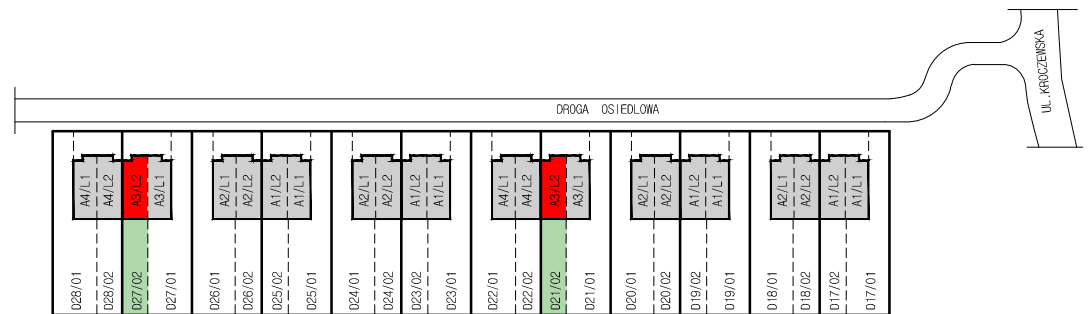 UL.KROCZEWSKA
DROGA OSIEDLOWA
A4/L1
A4/L2
A3/L2
A3/L1
A2/L1
A2/L2
A1/L2
A1/L1
A2/L1
A2/L2
A1/L2
A1/L1
A4/L1
A4/L2
A3/L2
A3/L1
A2/L1
A2/L2
A1/L2
A1/L1
A2/L1
A2/L2
A1/L2
A1/L1
D28/01
D28/02
D27/02
D27/01
D26/01
D26/02
D25/02
D25/01
D24/01
D24/02
D23/02
D23/01
D22/01
D22/02
D21/02
D21/01
D20/01
D20/02
D19/02
D19/01
D18/01
D18/02
D17/02
D17/01